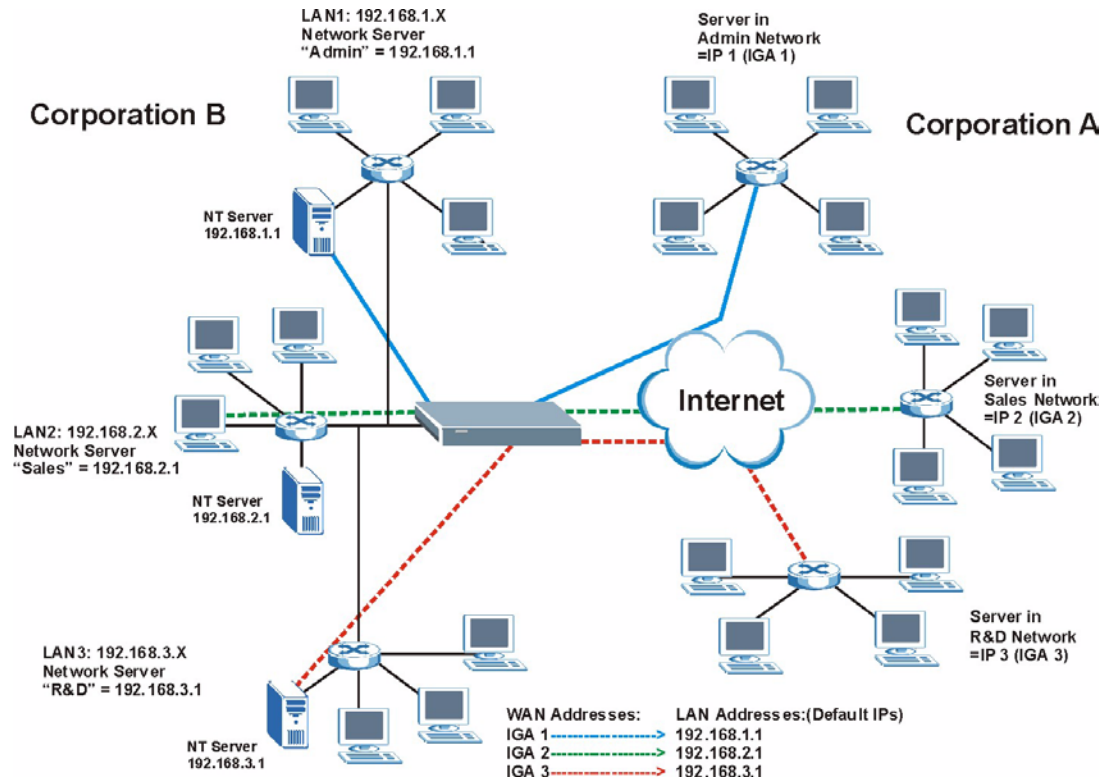 LAN1: 192.168.1.X
Network Server
“Admin” = 192.168.1.1
Server in
Admin Network
=IP 1 (IGA 1)
Corporation B
Corporation A
NT Server
192.168.1.1
Internet
Server in
Sales Network
=IP 2 (IGA 2)
LAN2: 192.168.2.X
Network Server
“Sales” = 192.168.2.1
NT Server
192.168.2.1
Server in
R&D Network
=IP 3 (IGA 3)
LAN3: 192.168.3.X
Network Server
“R&D” = 192.168.3.1
NT Server
192.168.3.1
WAN Addresses: LAN Addresses:(Default IPs)
IGA 1 192.168.1.1
IGA 2 192.168.2.1
IGA 3 192.168.3.1